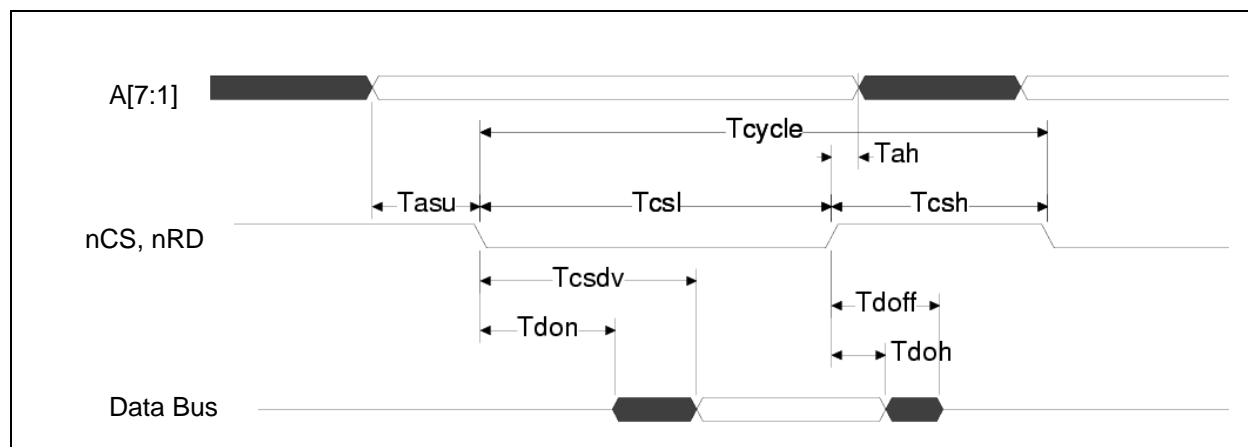 A[7:1]
Tcycle
Tah
Tasu
Tcsl
Tcsh
nCS, nRD
Tcsdv
Tdoff
Tdon
Tdoh
Data Bus